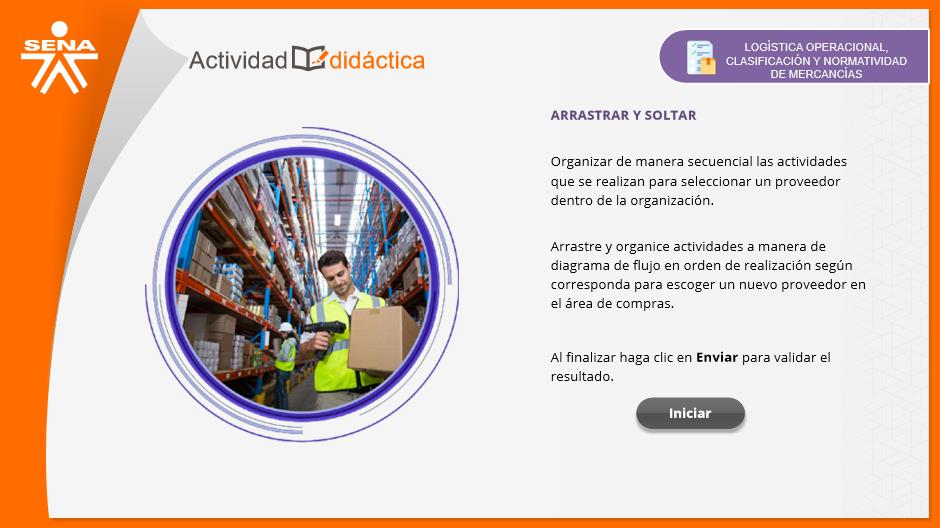 SENA
Actividad didáctica
LOGÍSTICA OPERACIONAL,
CLASIFICACIÓN Y NORMATIVIDAD
DE MERCANCÍAS
ARRASTRAR Y SOLTAR
Organizar de manera secuencial las actividades
que se realizan para seleccionar un proveedor
dentro de la organización.
Arrastre y organice actividades a manera de
diagrama de flujo en orden de realización según
corresponda para escoger un nuevo proveedor en
el área de compras.
Al finalizar haga clic en Enviar para validar el
resultado.
Iniciar